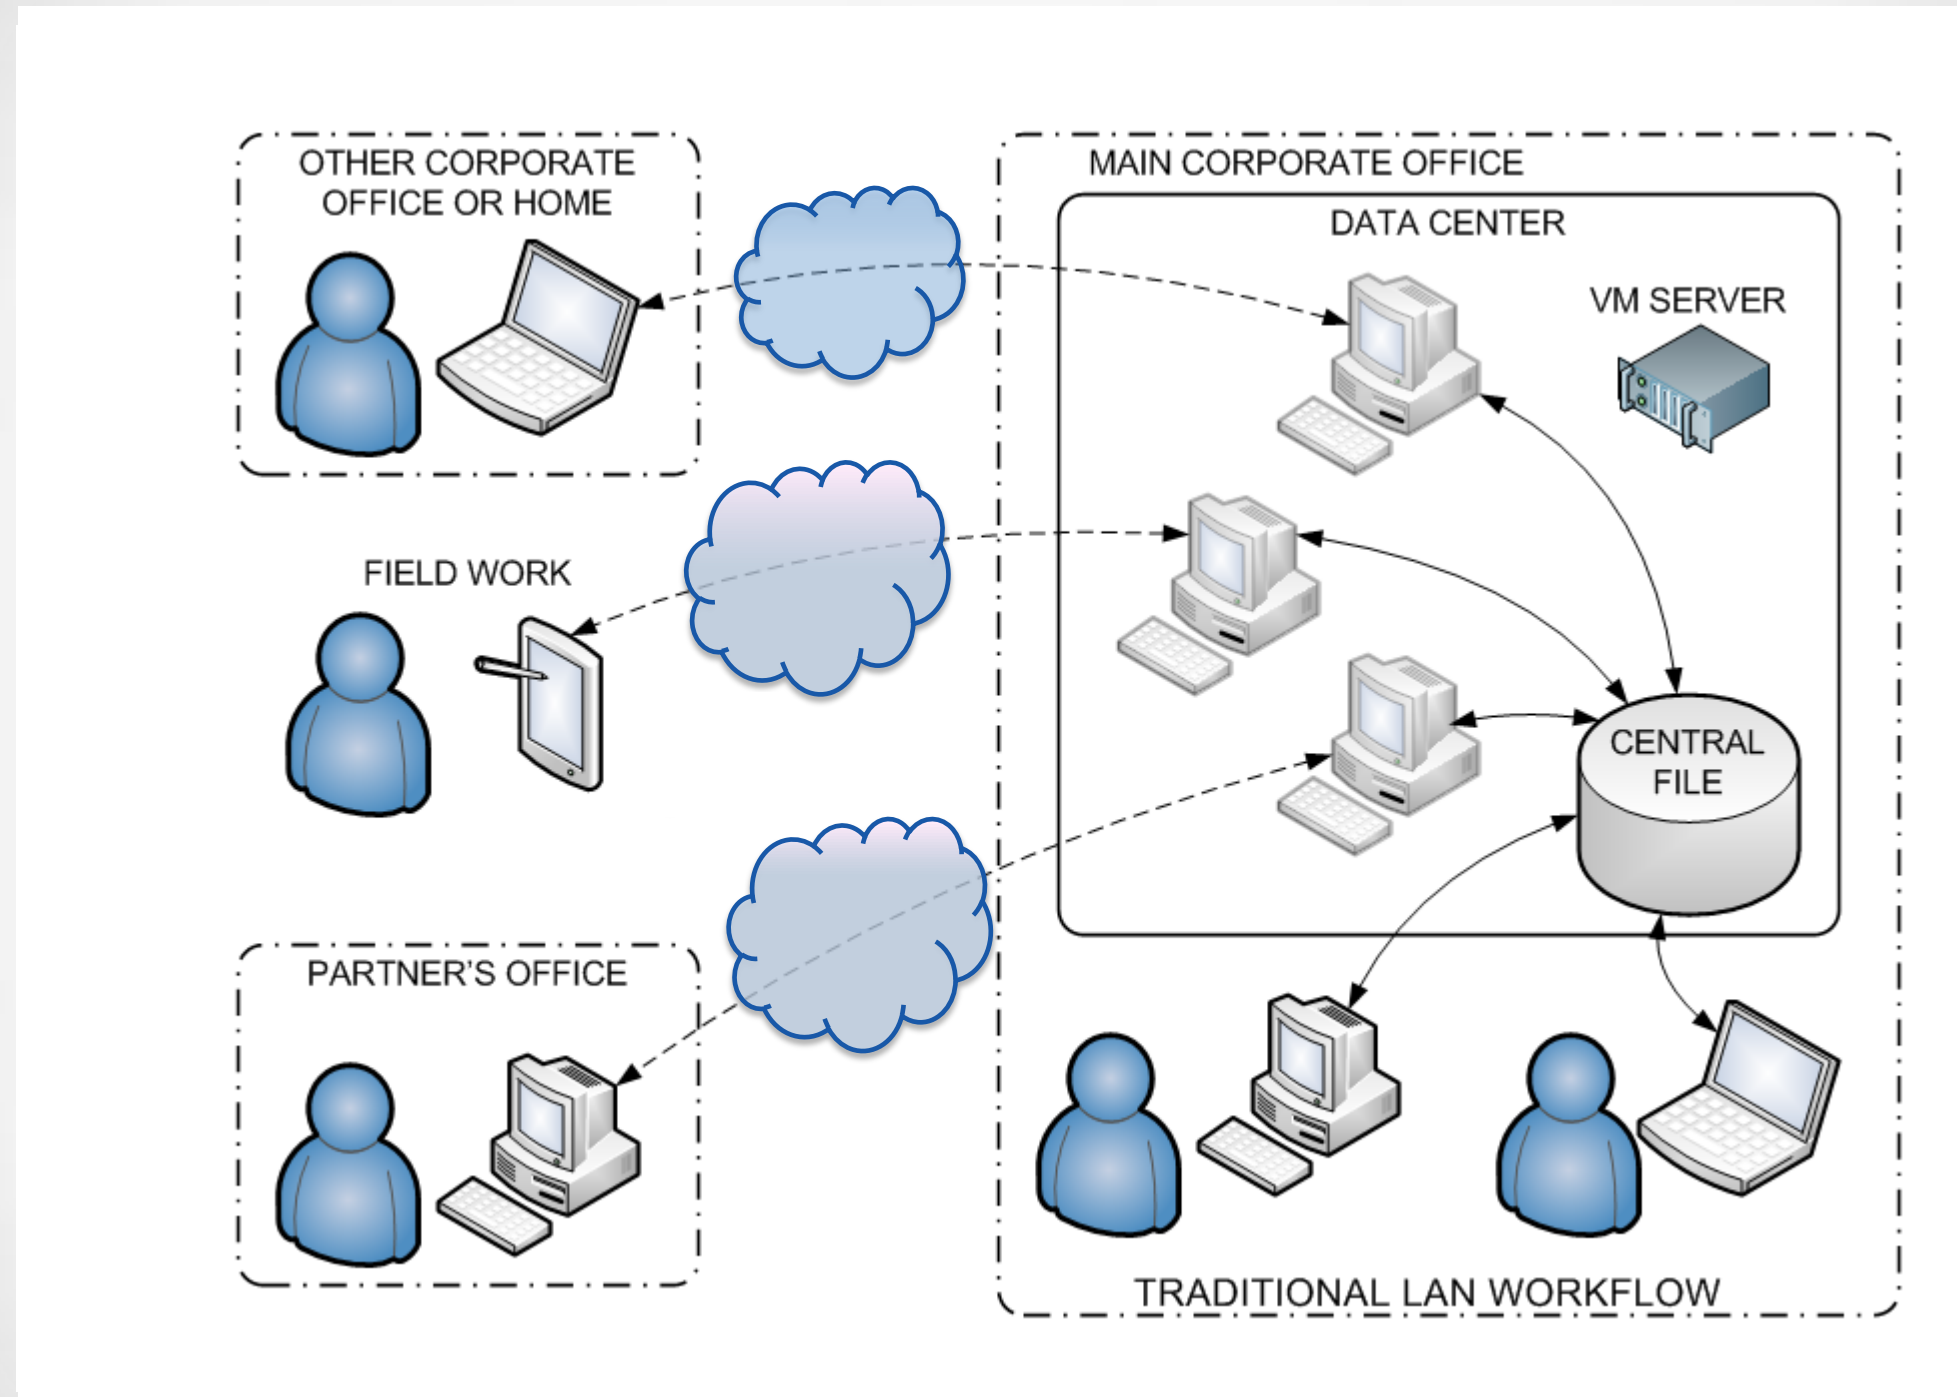 OTHER CORPORATE
OFFICE OR HOME
MAIN CORPORATE OFFICE
DATA CENTER
VM SERVER
FIELD WORK
CENTRAL
FILE
PARTNER'S OFFICE
TRADITIONAL LAN WORKFLOW